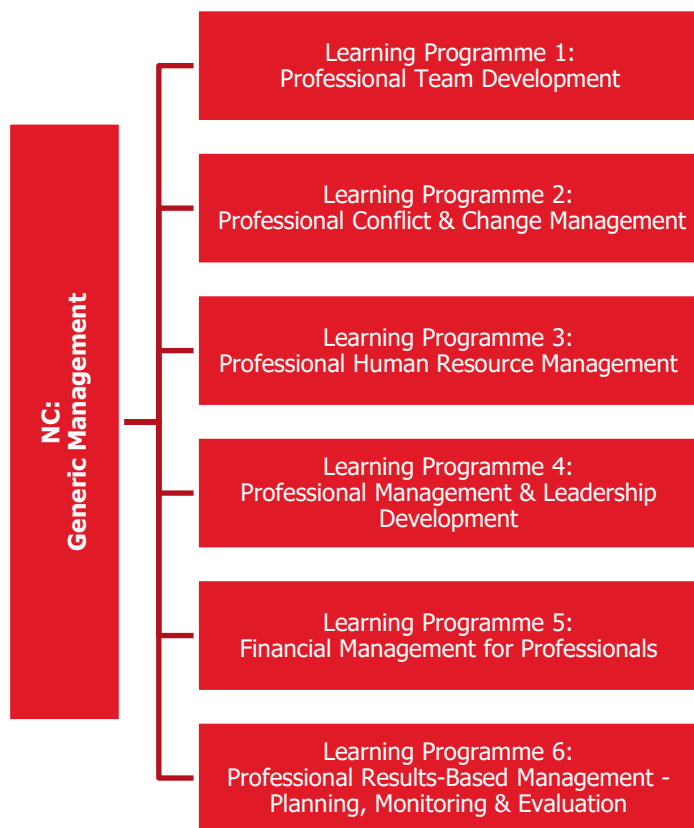 NC:
Generic Management
Learning Programme 1:
Professional Team Development
Learning Programme 2:
Professional Conflict & Change Management
Learning Programme 3:
Professional Human Resource Management
Learning Programme 4:
Professional Management & Leadership
Development
Learning Programme 5:
Financial Management for Professionals
Learning Programme 6:
Professional Results-Based Management -
Planning, Monitoring & Evaluation